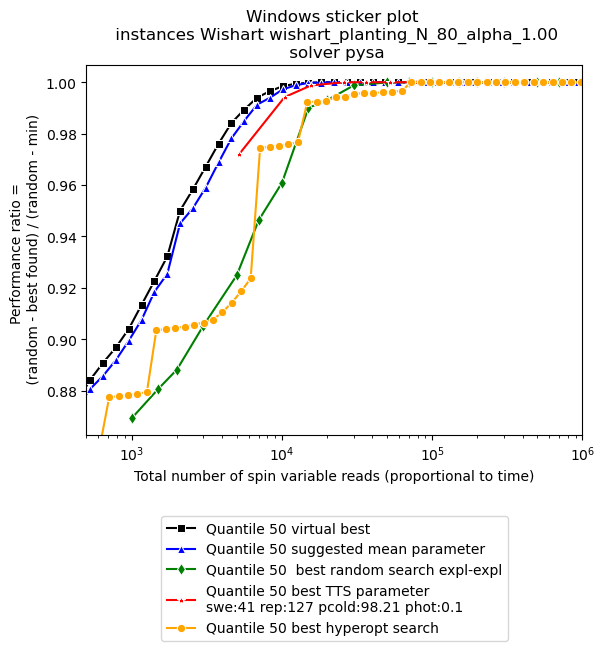 Windows sticker plot
instances Wishart wishart_planting_N_80_alpha_1.00
solver pysa
Performance ratio =
(random - best found) / (random - min)
1.00
0.98
0.96
0.94
0.92
0.90
0.88
10³
10⁴
10⁵
10⁶
Total number of spin variable reads (proportional to time)
Quantile 50 virtual best
Quantile 50 suggested mean parameter
Quantile 50  best random search expl-expl
Quantile 50 best TTS parameter
swe:41 rep:127 pcold:98.21 phot:0.1
Quantile 50 best hyperopt search